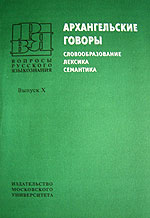 ВОПРОСЫ
РУССКОГО
ЯЗЫКОЗНАНИЯ
Выпуск X
АРХАНГЕЛЬСКИЕ
ГОВОРЫ
СЛОВООБРАЗОВАНИЕ
ЛЕКСИКА
СЕМАНТИКА
ИЗДАТЕЛЬСТВО
МОСКОВСКОГО
УНИВЕРСИТЕТА